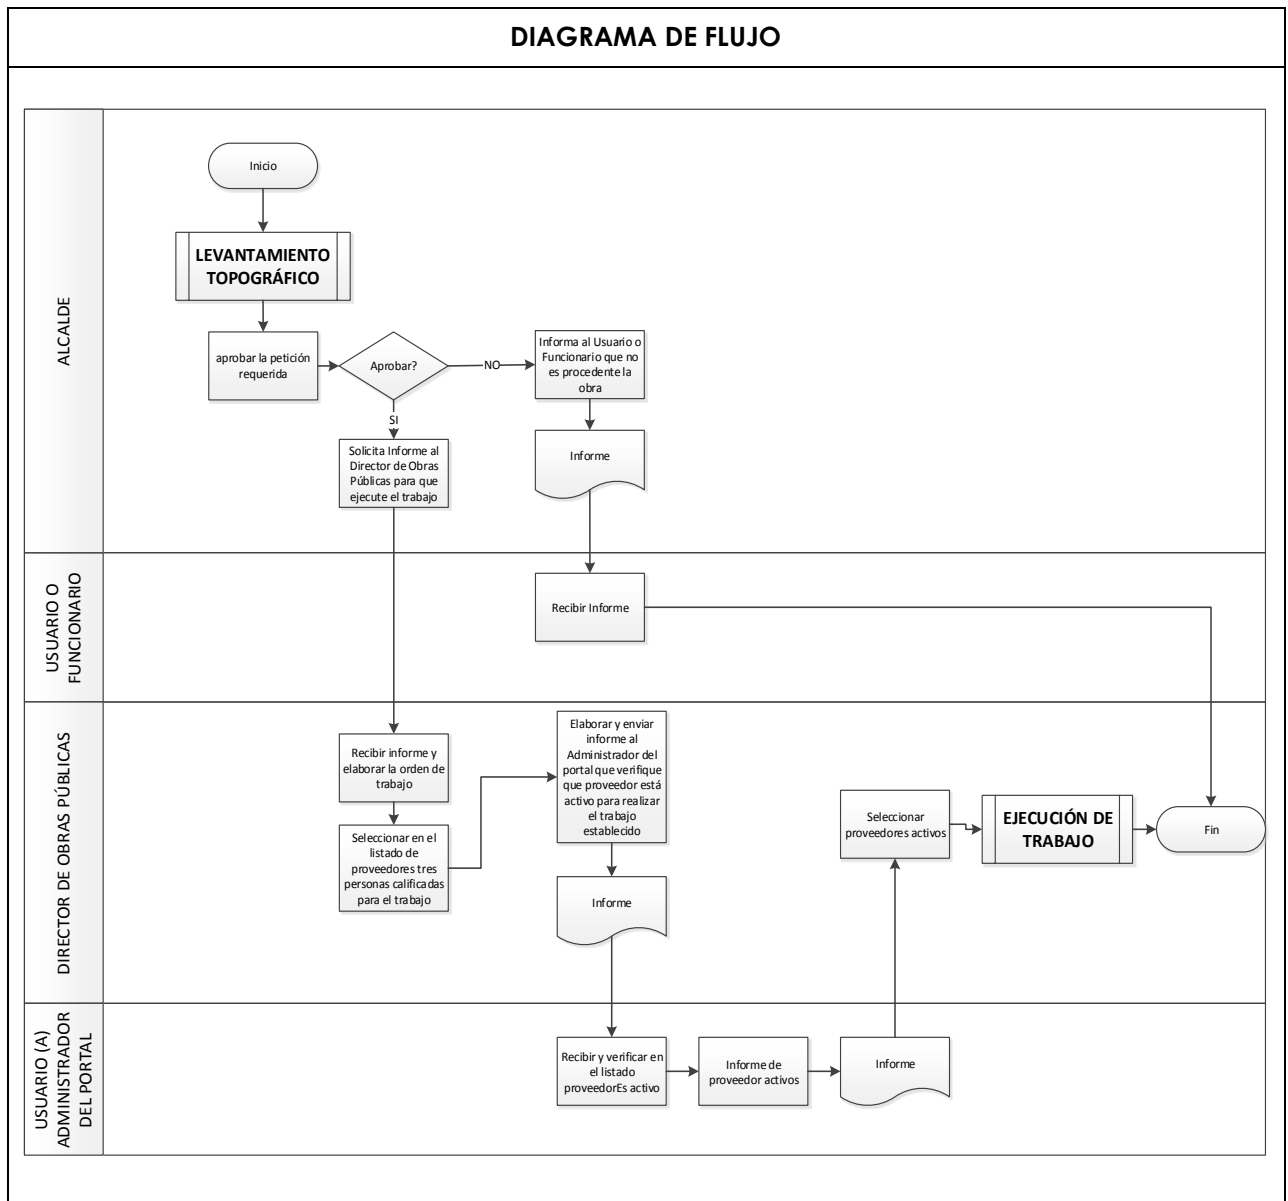 DIAGRAMA DE FLUJO
ALCALDE
Inicio
LEVANTAMIENTO
TOPOGRÁFICO
aprobar la petición
requerida
Aprobar?
NO
Informa al Usuario o
Funcionario que no
es procedente la
obra
SI
Solicita Informe al
Director de Obras
Públicas para que
ejecute el trabajo
Informe
USUARIO O
FUNCIONARIO
Recibir Informe
DIRECTOR DE OBRAS PÚBLICAS
Recibir informe y
elaborar la orden de
trabajo
Seleccionar en el
listado de
proveedores tres
personas calificadas
para el trabajo
Elaborar y enviar
informe al
Administrador del
portal que verifique
que proveedor está
activo para realizar
el trabajo
establecido
Informe
Seleccionar
proveedores activos
EJECUCIÓN DE
TRABAJO
Fin
USUARIO (A)
ADMINISTRADOR
DEL PORTAL
Recibir y verificar en
el listado
proveedorEs activo
Informe de
proveedor activos
Informe